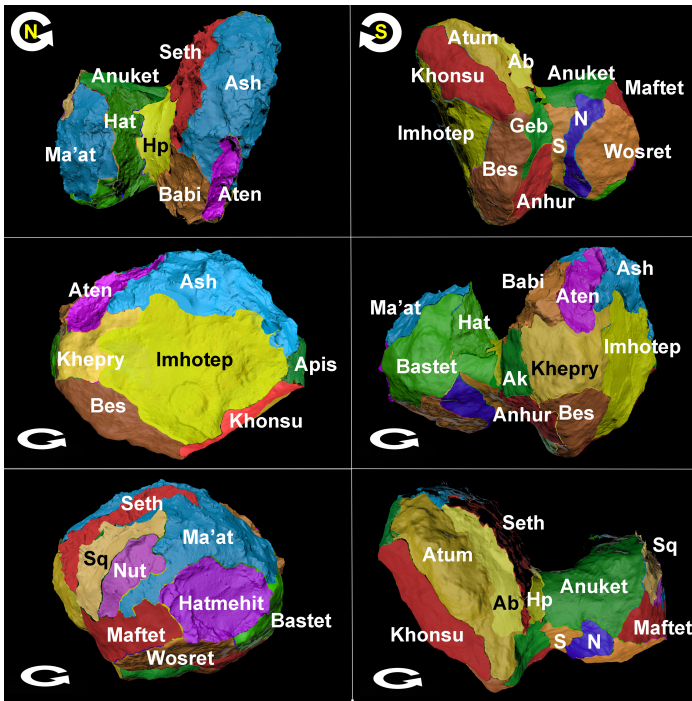 N
Seth
Anuket
Ash
Hat
Hp
Ma'at
Babi
Aten
S
Atum
Ab
Khonsu
Anuket
Maftet
Imhotep
Geb
N
S
Wosret
Bes
Anhur
Aten
Ash
Khepry
Imhotep
Apis
Bes
Khonsu
Babi
Ash
Aten
Ma'at
Hat
Imhotep
Bastet
Khepry
Ak
Anhur
Bes
Seth
Ma'at
Sq
Nut
Hatmehit
Bastet
Maftet
Wosret
Seth
Sq
Atum
Anuket
Ab
Hp
Khonsu
Maftet
S
N